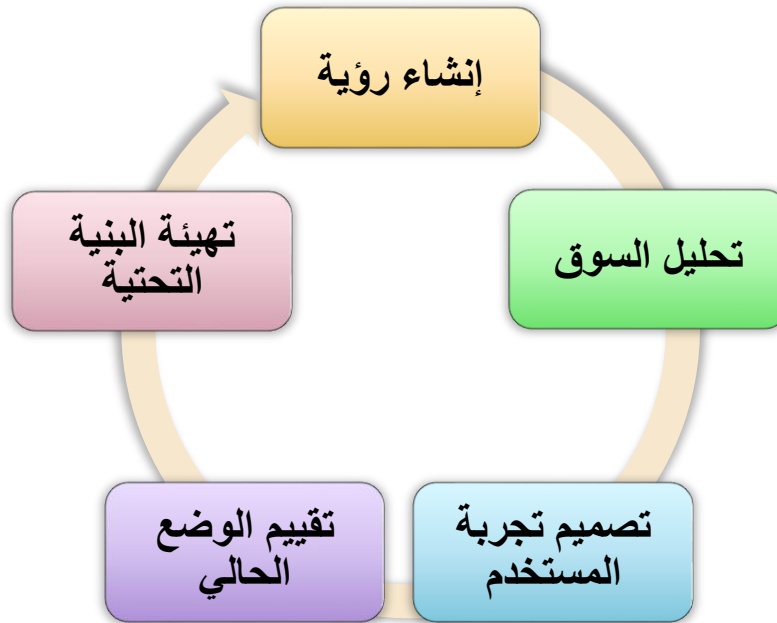 إنشاء رؤية
تحليل السوق
تصميم تجربة
المستخدم
تقييم الوضع
الحالي
تهيئة البنية
التحتية